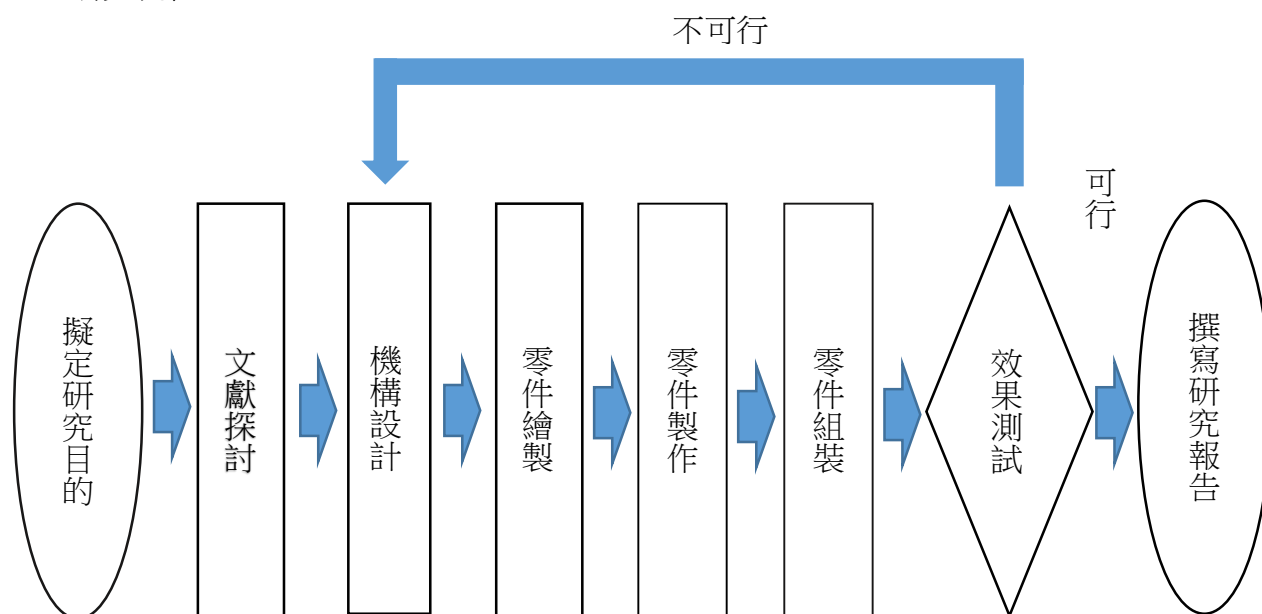 不可行
可行
擬定研究目的
文獻探討
機構設計
零件繪製
零件製作
零件組裝
效果測試
撰寫研究報告